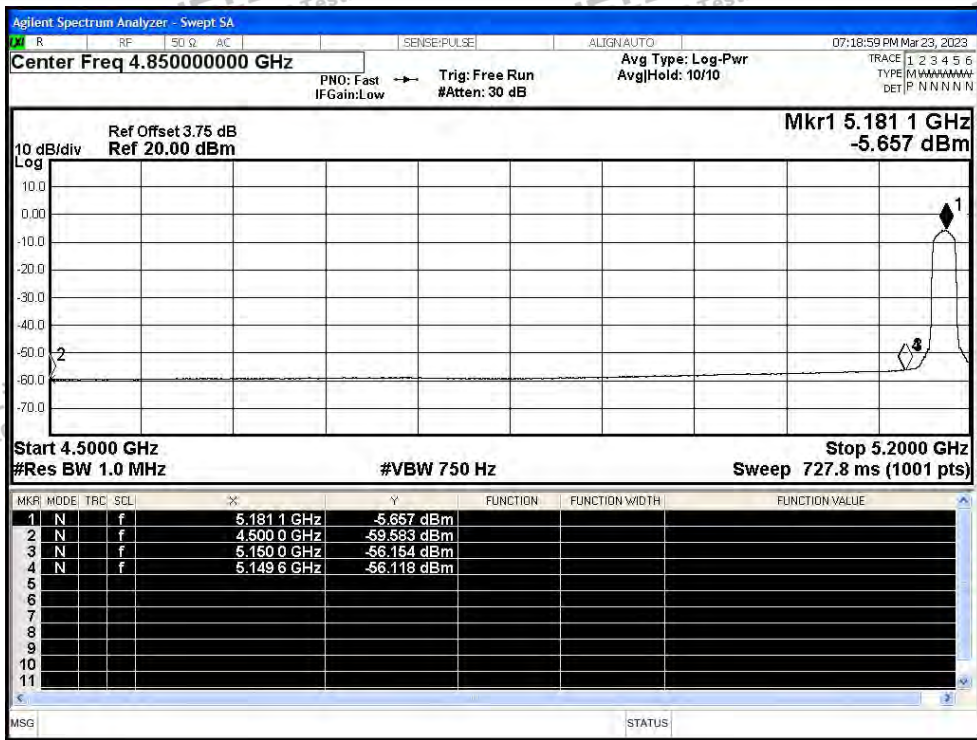 Agilent Spectrum Analyzer - Swept SA
R RF 50 Ω AC SENSE:PULSE ALIGN AUTO 07:18:59 PM Mar 23, 2023
Center Freq 4.850000000 GHz
PNO: Fast
IFGain:Low
Trig: Free Run
#Atten: 30 dB
Avg Type: Log-Pwr
Avg|Hold: 10/10
TRACE 1 2 3 4 5 6
TYPE M WWWWW
DET P N N N N N
Mkr1 5.181 1 GHz
-5.657 dBm
Ref Offset 3.75 dB
10 dB/div Ref 20.00 dBm
Log
10.0
0.00
-10.0
-20.0
-30.0
-40.0
-50.0
-60.0
-70.0
1
2
Start 4.5000 GHz Stop 5.2000 GHz
#Res BW 1.0 MHz #VBW 750 Hz Sweep 727.8 ms (1001 pts)
MKR MODE TRC SCL X Y FUNCTION FUNCTION WIDTH FUNCTION VALUE
1 N f 5.181 1 GHz -5.657 dBm
2 N f 4.500 0 GHz -59.583 dBm
3 N f 5.150 0 GHz -56.154 dBm
4 N f 5.149 6 GHz -56.118 dBm
5
6
7
8
9
10
11
MSG STATUS